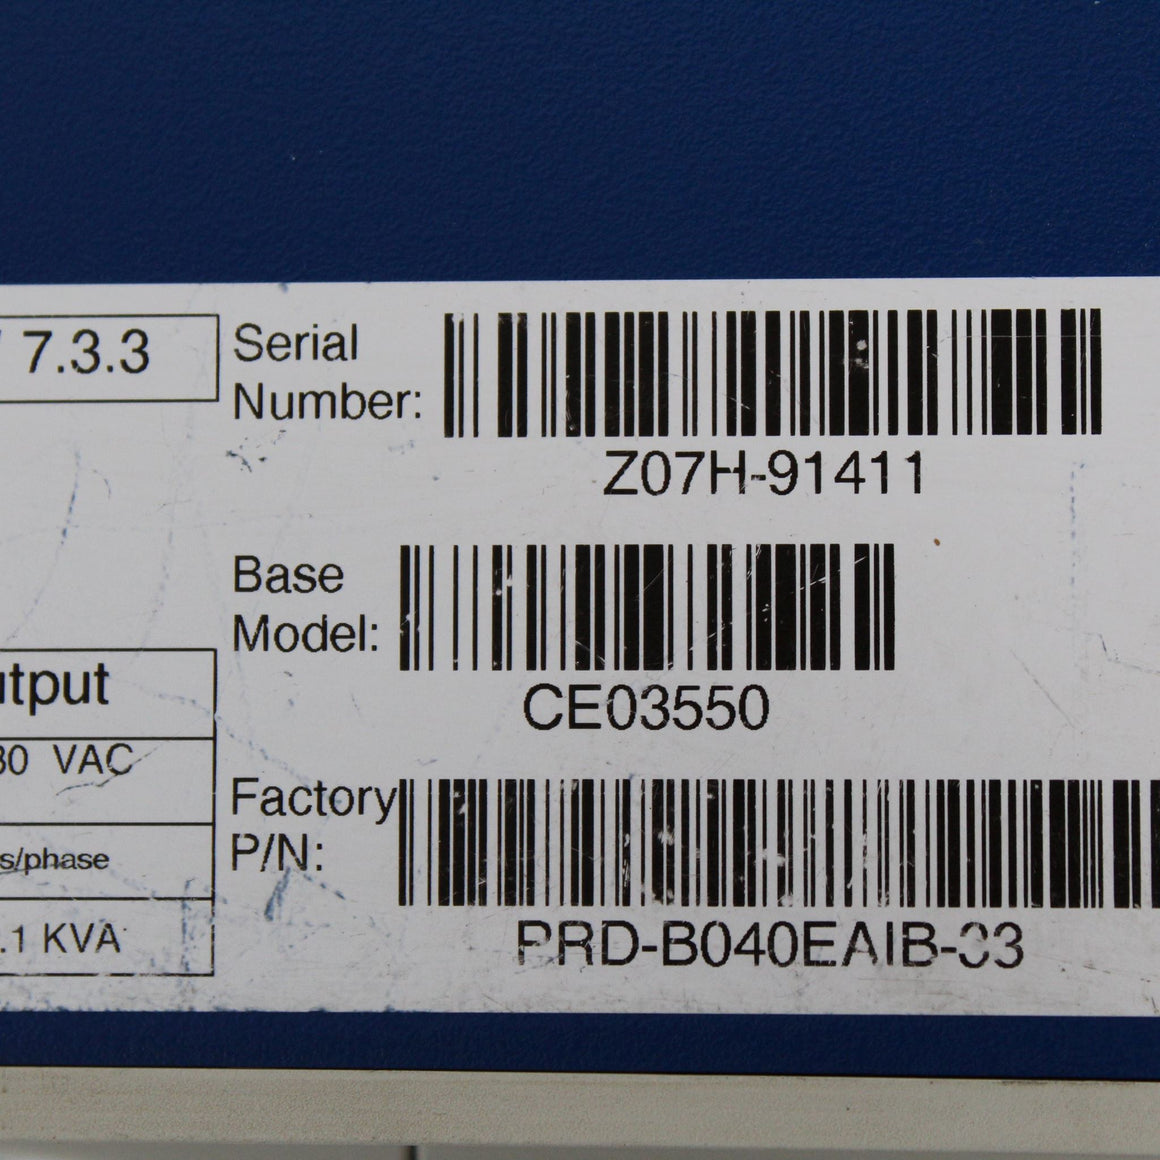 7.3.3
Serial
Number:
Z07H-91411
Base
Model:
CE03550
utput
80 VAC
s/phase
.1 KVA
Factory
P/N:
PRD-B040EAIB-33